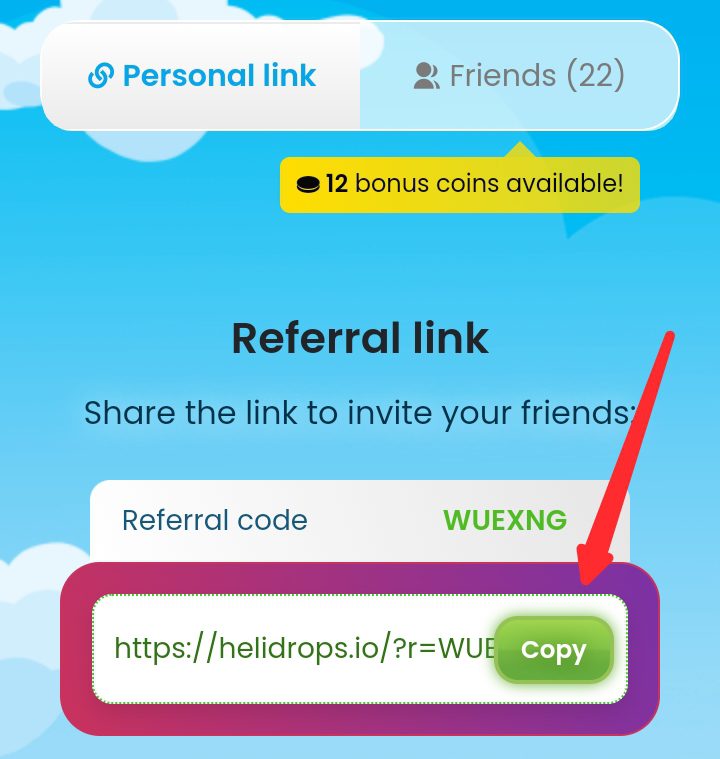 Personal link
Friends (22)
12 bonus coins available!
Referral link
Share the link to invite your friends:
Referral code
WUEXNG
https://helidrops.io/?r=WUE
Copy